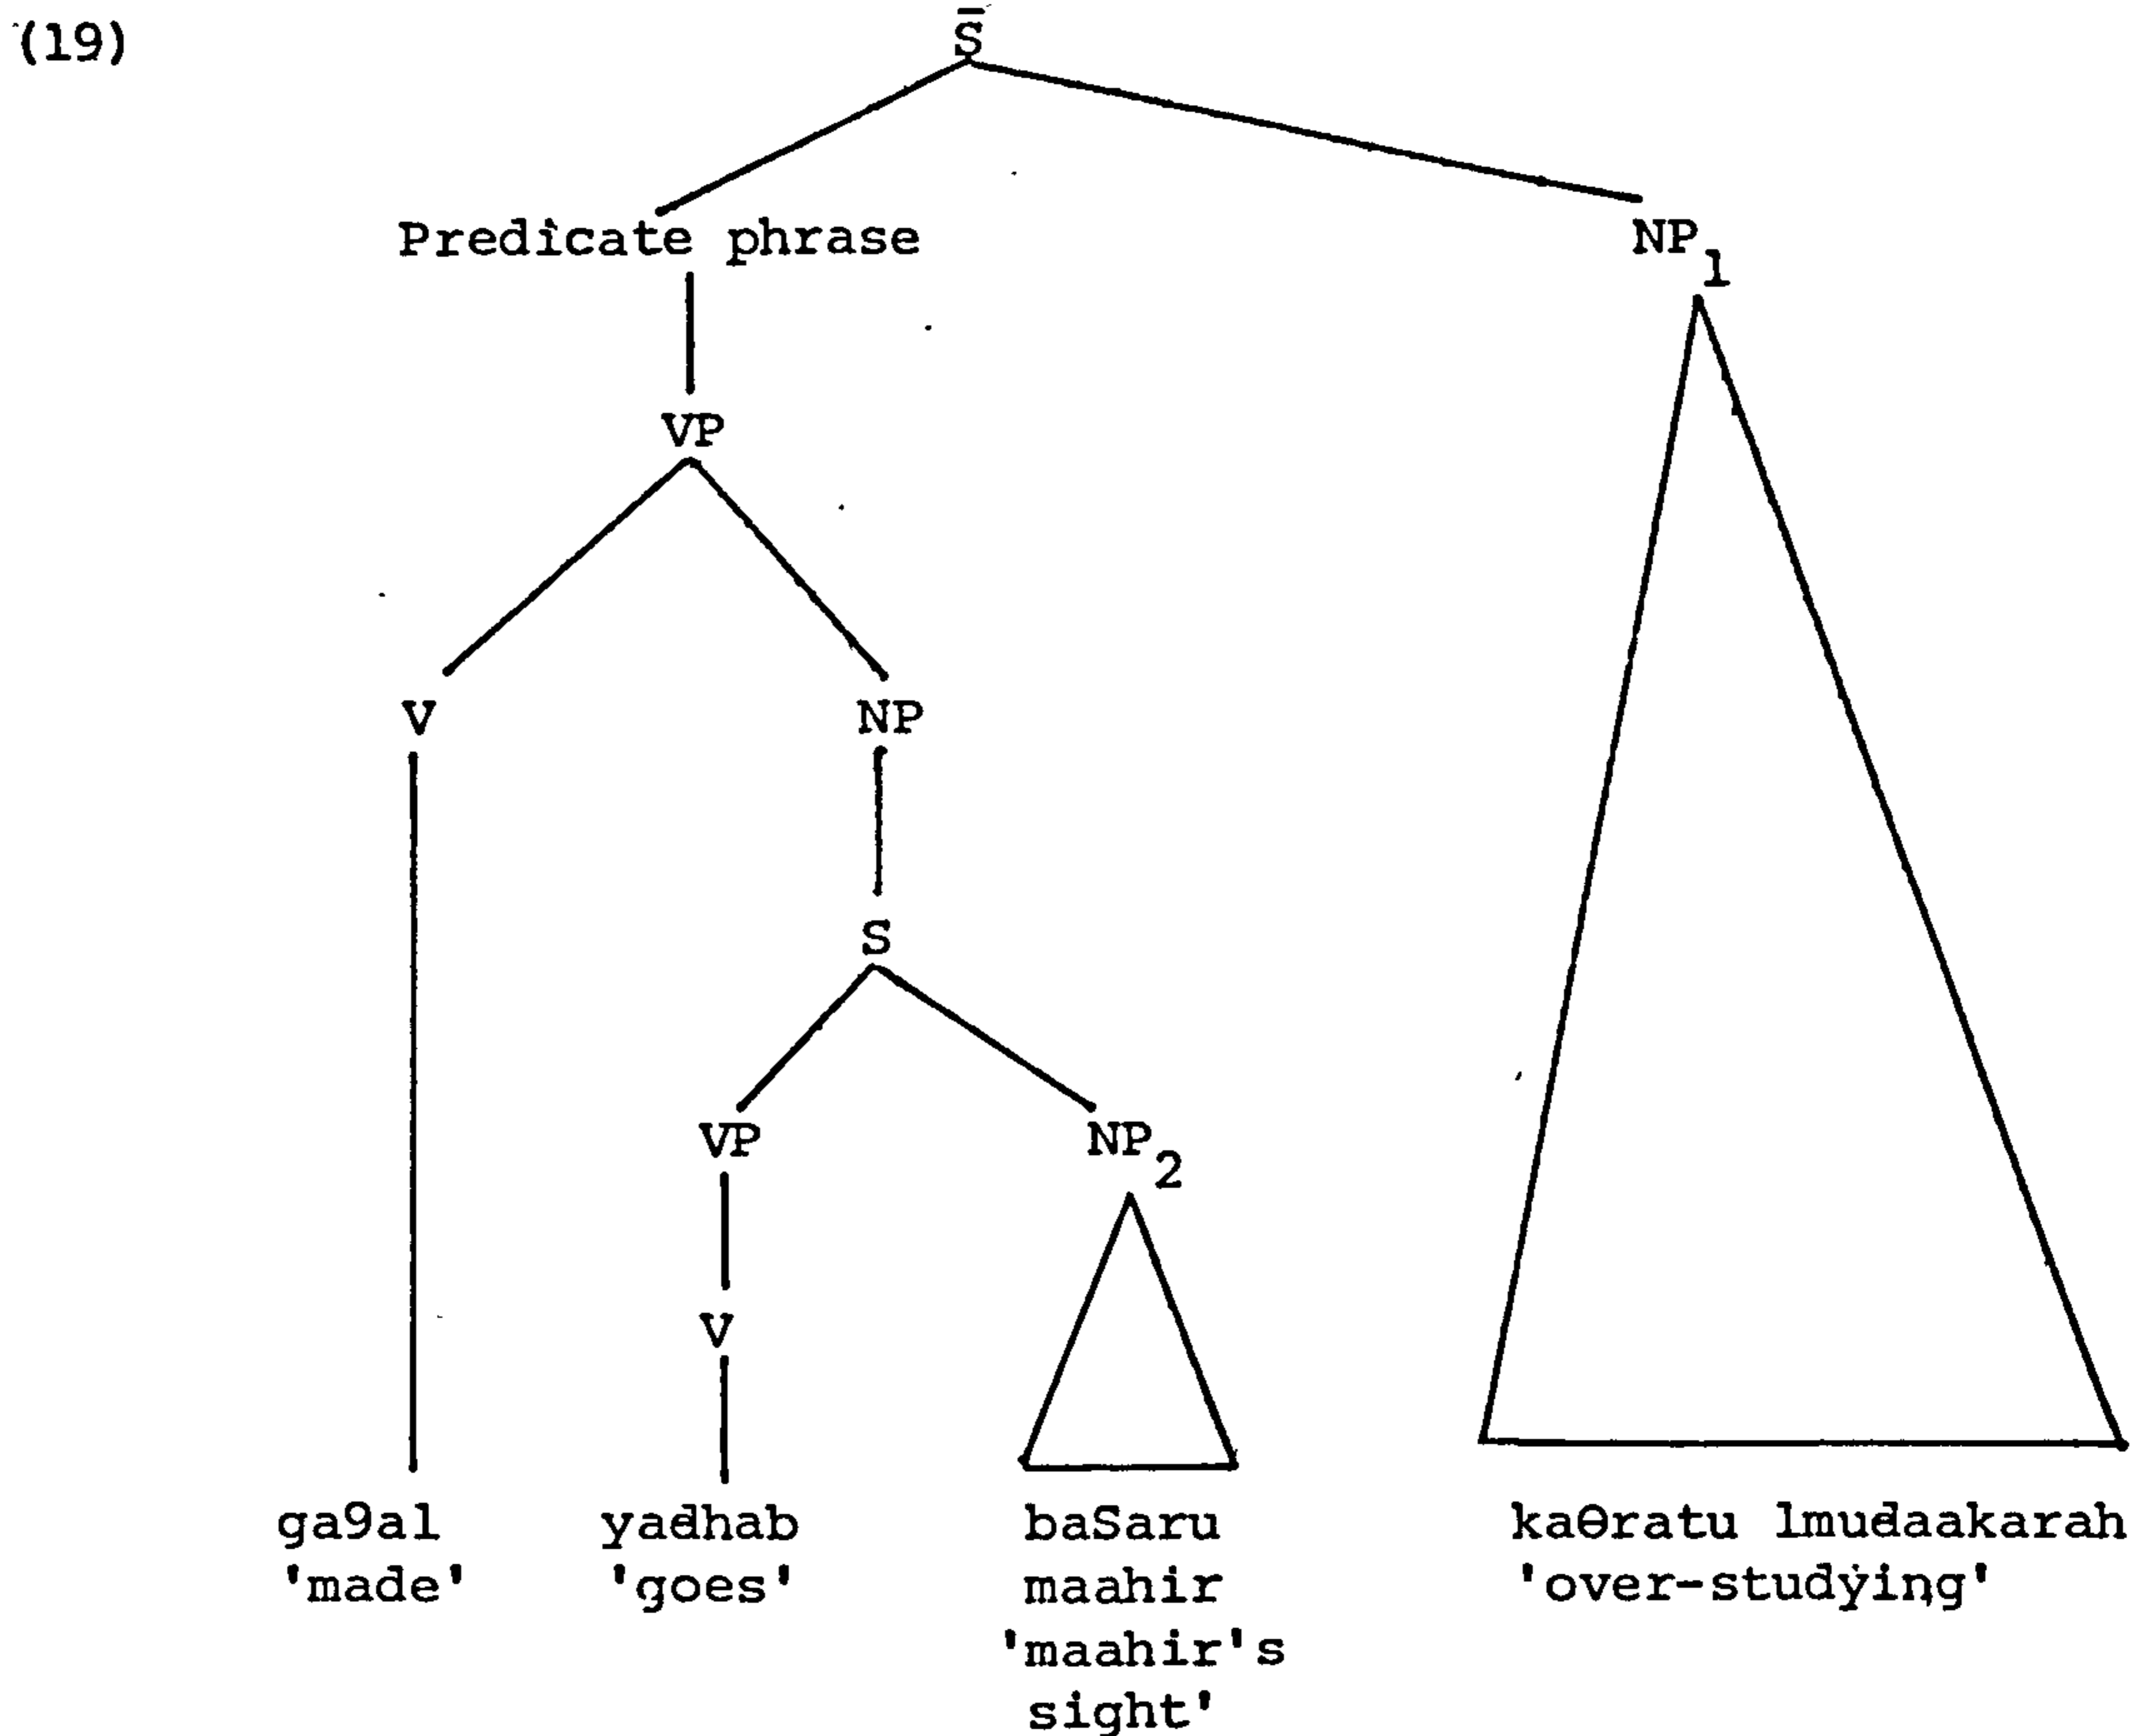 (19)
S̄
Predicate phrase NP1
VP
V NP
S
VP NP2
V
ga9al yadhab baSaru kaθratu lmudaakarah
'made' 'goes' maahir 'over-studying'
'maahir's
sight'